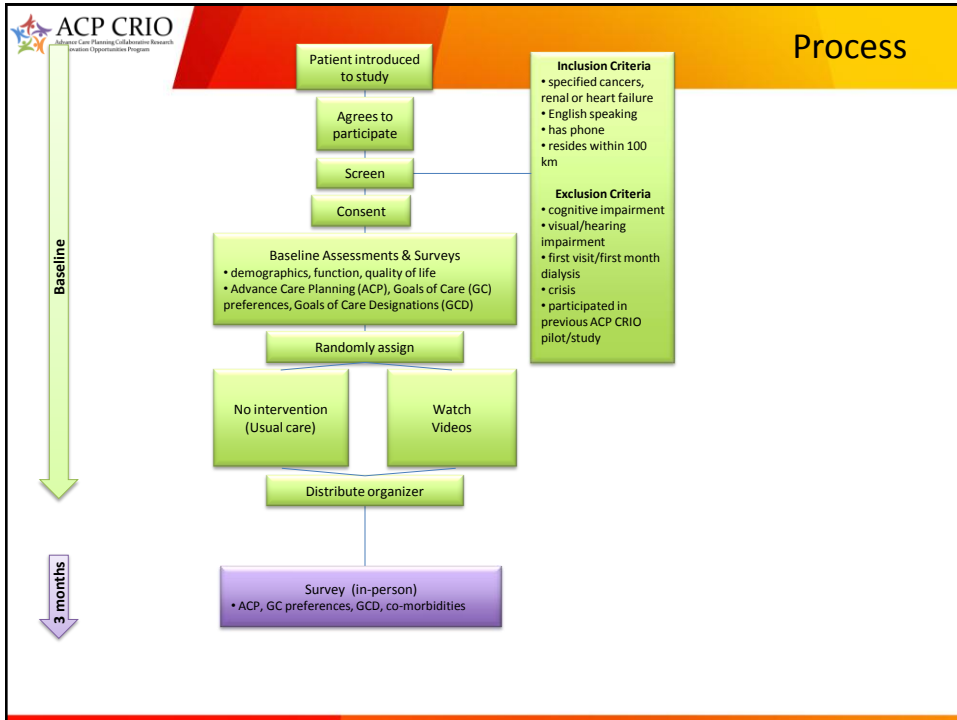 ACP CRIO
Advance Care Planning Collaborative Research
ovation Opportunities Program
Process
Patient introduced
to study
Agrees to
participate
Screen
Consent
Inclusion Criteria
• specified cancers,
renal or heart failure
• English speaking
• has phone
• resides within 100
km
Exclusion Criteria
• cognitive impairment
• visual/hearing
impairment
• first visit/first month
dialysis
• crisis
• participated in
previous ACP CRIO
pilot/study
Baseline
Baseline Assessments & Surveys
• demographics, function, quality of life
• Advance Care Planning (ACP), Goals of Care (GC)
preferences, Goals of Care Designations (GCD)
Randomly assign
No intervention
(Usual care)
Watch
Videos
Distribute organizer
3 months
Survey (in-person)
• ACP, GC preferences, GCD, co-morbidities